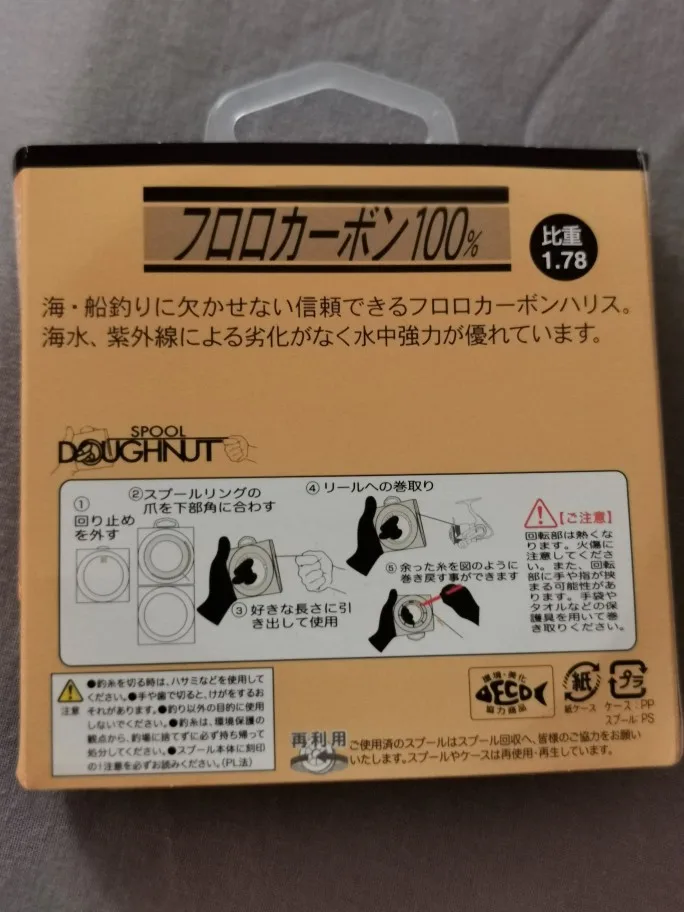 フロロカーボン100%
比重
1.78
海・船釣りに欠かせない信頼できるフロロカーボンハリス。
海水、紫外線による劣化がなく水中強力が優れています。
SPOOL
DOUGHNUT
①
回り止め
を外す
②スプールリングの
爪を下部角に合わす
③ 好きな長さに引
き出して使用
④ リールへの巻取り
⑤ 余った糸を図のように
巻き戻す事ができます
【ご注意】
回転部は熱くな
ります。火傷に
注意してくださ
い。また、回転
部に手や指が挟
まる可能性があ
ります。手袋や
タオルなどの保
護具を用いて巻
き取りください。
注意
●釣糸を切る時は、ハサミなどを使用して
ください。●手や歯で切ると、けがをするお
それがあります。●釣り以外の目的に使用
しないでください。●釣糸は、環境保護の
観点から、釣場に捨てずに必ず持ち帰って
処分してください。●スプール本体に刻印
の注意を必ずお読みください。(PL法)
環境・美化
ECO
協力商品
紙
紙ケース
プラ
ケース:PP
スプール:PS
再利用
ご使用済のスプールはスプール回収へ、皆様のご協力をお願い
いたします。スプールやケースは再使用・再生しています。